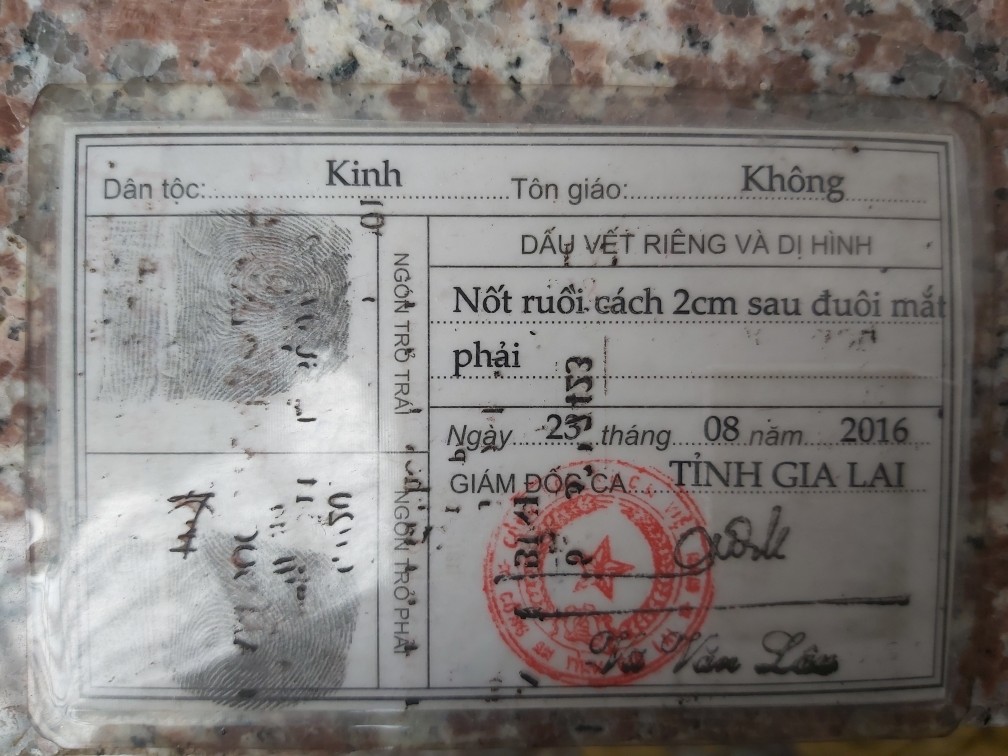 Dân tộc: Kinh Tôn giáo: Không
NGÓN TRỎ TRÁI
NGÓN TRỎ PHẢI
DẤU VẾT RIÊNG VÀ DỊ HÌNH
Nốt ruồi cách 2cm sau đuôi mắt
phải
Ngày 23 tháng 08 năm 2016
GIÁM ĐỐC CA TỈNH GIA LAI
Văn Lâu